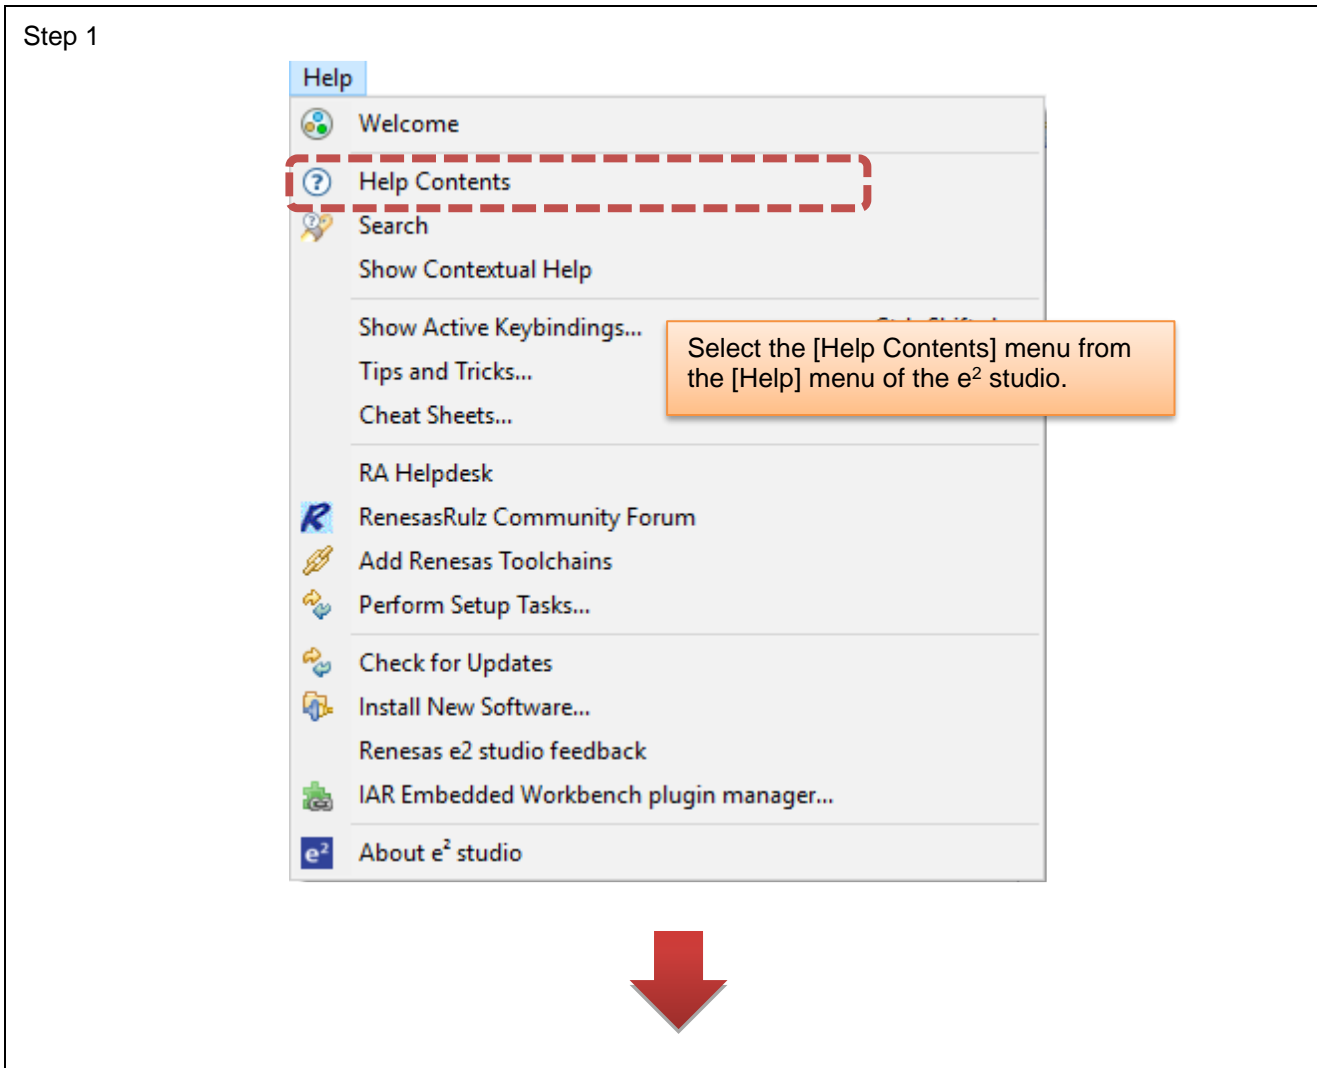 Step 1
Help
Welcome
Help Contents
Search
Show Contextual Help
Show Active Keybindings...
Select the [Help Contents] menu from
the [Help] menu of the e² studio.
Tips and Tricks...
Cheat Sheets...
RA Helpdesk
RenesasRulz Community Forum
Add Renesas Toolchains
Perform Setup Tasks...
Check for Updates
Install New Software...
Renesas e2 studio feedback
IAR Embedded Workbench plugin manager...
e² About e² studio